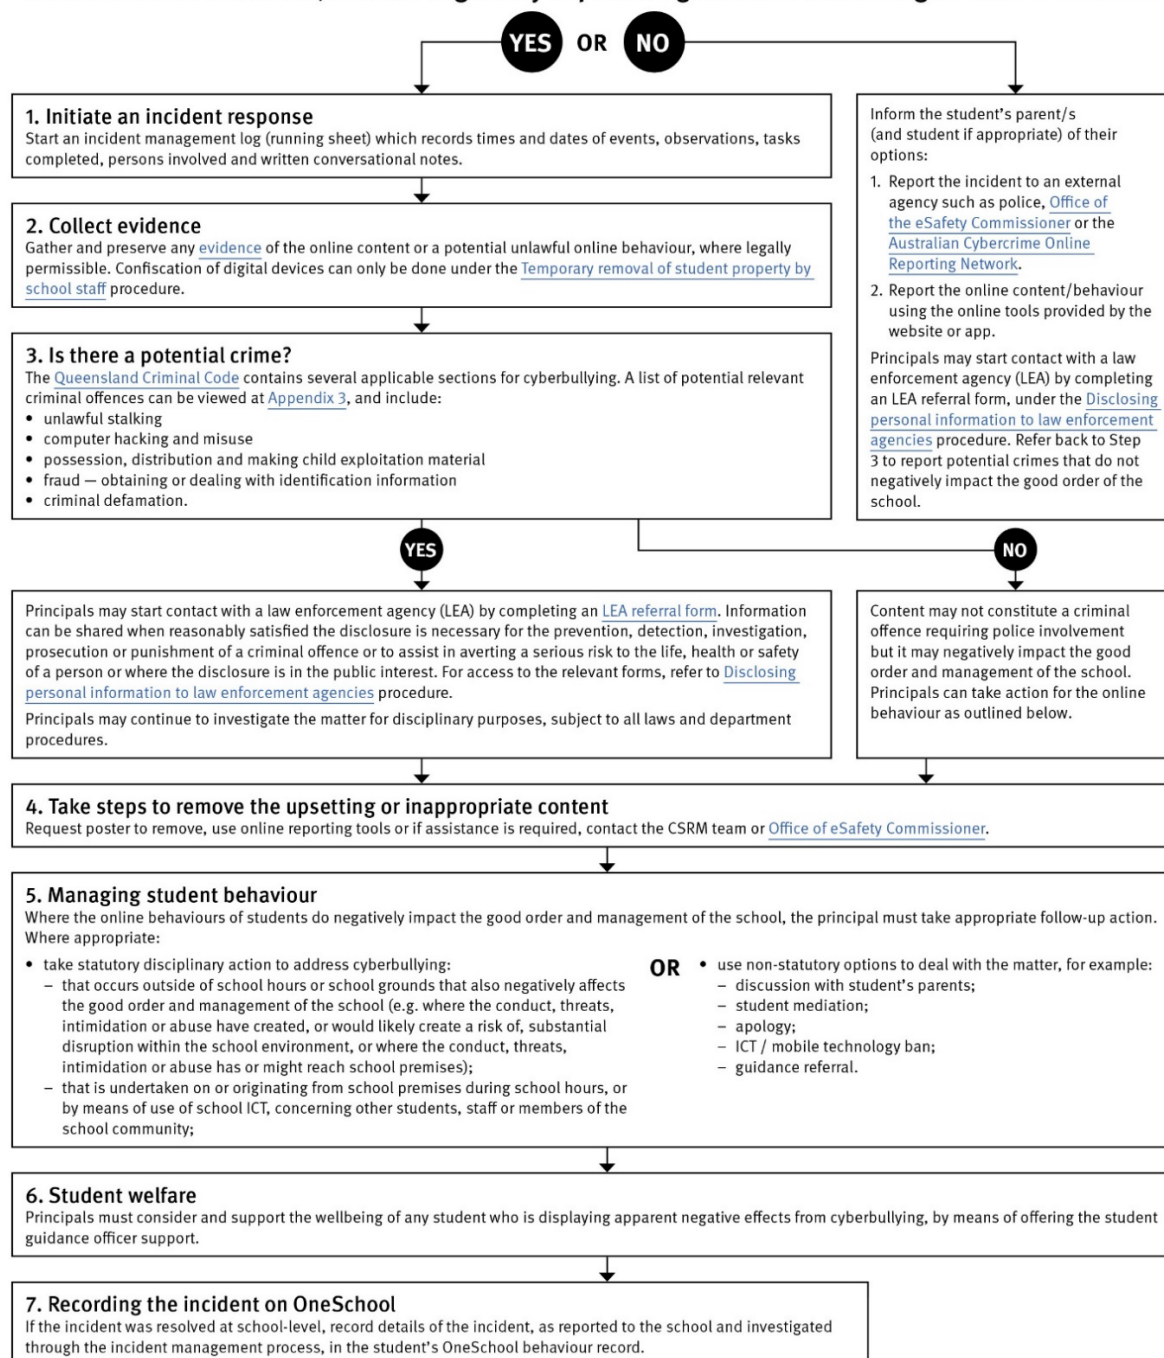 YES OR NO
1. Initiate an incident response
Start an incident management log (running sheet) which records times and dates of events, observations, tasks
completed, persons involved and written conversational notes.
Inform the student's parent/s
(and student if appropriate) of their
options:
1. Report the incident to an external
agency such as police, Office of
the eSafety Commissioner or the
Australian Cybercrime Online
Reporting Network.
2. Report the online content/behaviour
using the online tools provided by the
website or app.
Principals may start contact with a law
enforcement agency (LEA) by completing
an LEA referral form, under the Disclosing
personal information to law enforcement
agencies procedure. Refer back to Step
3 to report potential crimes that do not
negatively impact the good order of the
school.
2. Collect evidence
Gather and preserve any evidence of the online content or a potential unlawful online behaviour, where legally
permissible. Confiscation of digital devices can only be done under the Temporary removal of student property by
school staff procedure.
3. Is there a potential crime?
The Queensland Criminal Code contains several applicable sections for cyberbullying. A list of potential relevant
criminal offences can be viewed at Appendix 3, and include:
• unlawful stalking
• computer hacking and misuse
• possession, distribution and making child exploitation material
• fraud — obtaining or dealing with identification information
• criminal defamation.
YES
NO
Principals may start contact with a law enforcement agency (LEA) by completing an LEA referral form. Information
can be shared when reasonably satisfied the disclosure is necessary for the prevention, detection, investigation,
prosecution or punishment of a criminal offence or to assist in averting a serious risk to the life, health or safety
of a person or where the disclosure is in the public interest. For access to the relevant forms, refer to Disclosing
personal information to law enforcement agencies procedure.
Principals may continue to investigate the matter for disciplinary purposes, subject to all laws and department
procedures.
Content may not constitute a criminal
offence requiring police involvement
but it may negatively impact the good
order and management of the school.
Principals can take action for the online
behaviour as outlined below.
4. Take steps to remove the upsetting or inappropriate content
Request poster to remove, use online reporting tools or if assistance is required, contact the CSRM team or Office of eSafety Commissioner.
5. Managing student behaviour
Where the online behaviours of students do negatively impact the good order and management of the school, the principal must take appropriate follow-up action.
Where appropriate:
• take statutory disciplinary action to address cyberbullying:
– that occurs outside of school hours or school grounds that also negatively affects
the good order and management of the school (e.g. where the conduct, threats,
intimidation or abuse have created, or would likely create a risk of, substantial
disruption within the school environment, or where the conduct, threats,
intimidation or abuse has or might reach school premises);
– that is undertaken on or originating from school premises during school hours, or
by means of use of school ICT, concerning other students, staff or members of the
school community;
OR
• use non-statutory options to deal with the matter, for example:
– discussion with student's parents;
– student mediation;
– apology;
– ICT / mobile technology ban;
– guidance referral.
6. Student welfare
Principals must consider and support the wellbeing of any student who is displaying apparent negative effects from cyberbullying, by means of offering the student
guidance officer support.
7. Recording the incident on OneSchool
If the incident was resolved at school-level, record details of the incident, as reported to the school and investigated
through the incident management process, in the student's OneSchool behaviour record.